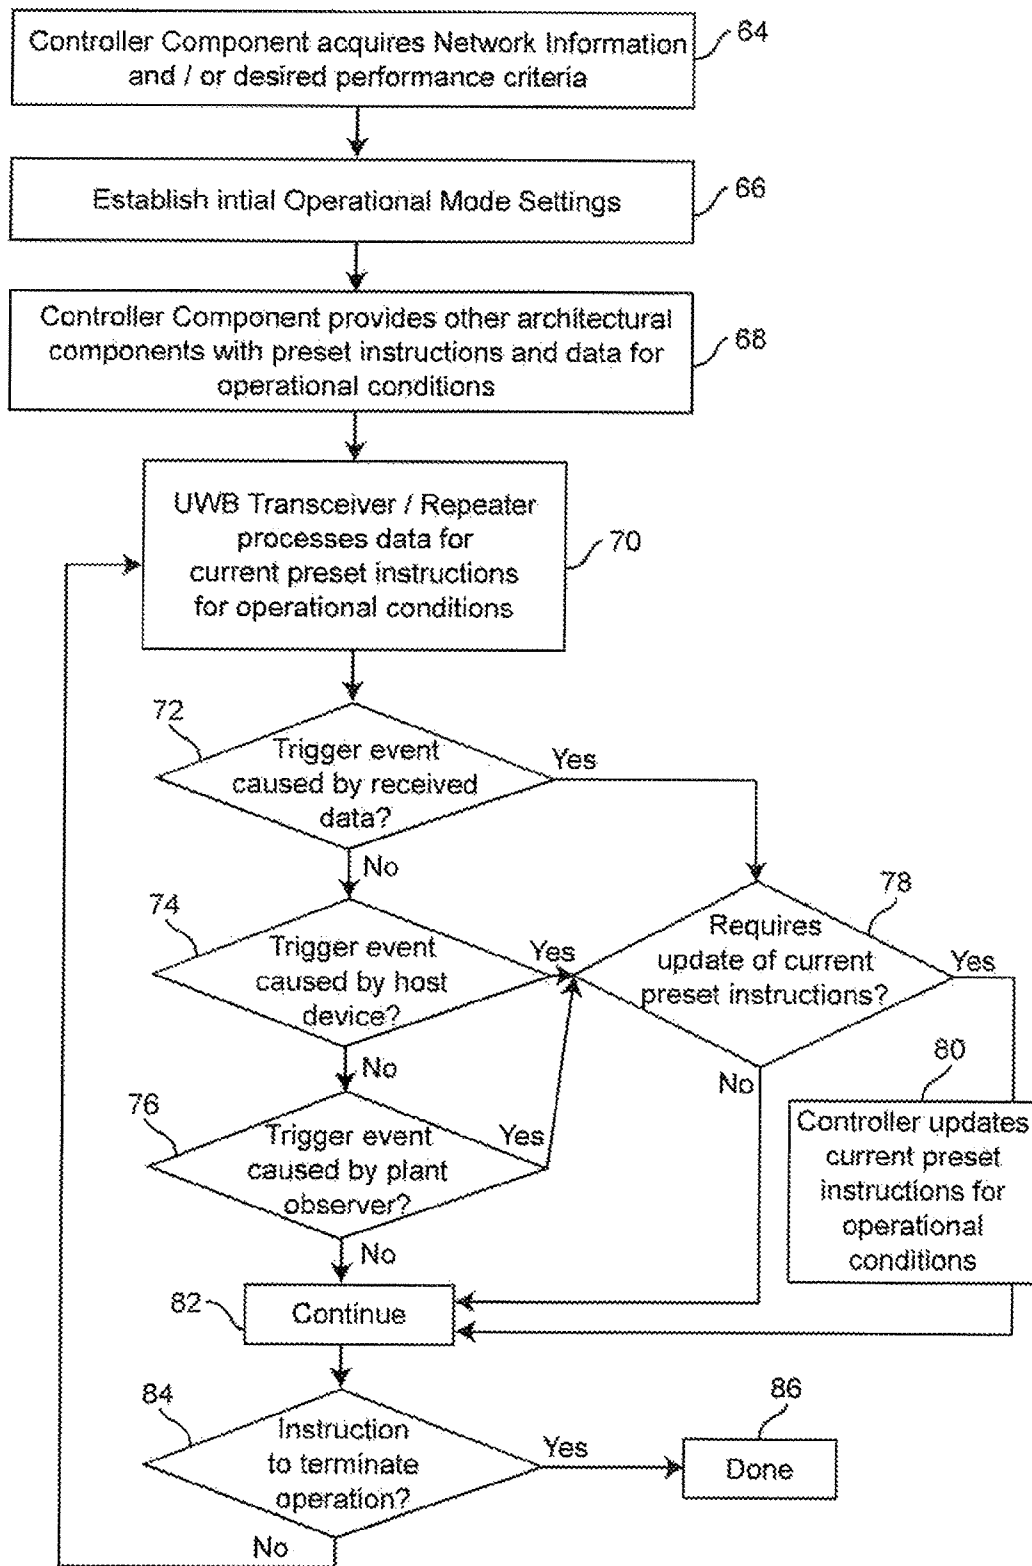 Controller Component acquires Network Information
and / or desired performance criteria
64
Establish intial Operational Mode Settings
66
Controller Component provides other architectural
components with preset instructions and data for
operational conditions
68
UWB Transceiver / Repeater
processes data for
current preset instructions
for operational conditions
70
72
Trigger event
caused by received
data?
Yes
No
74
Trigger event
caused by host
device?
Yes
No
78
Requires
update of current
preset instructions?
Yes
No
76
Trigger event
caused by plant
observer?
Yes
No
80
Controller updates
current preset
instructions for
operational
conditions
82
Continue
84
Instruction
to terminate
operation?
Yes
No
86
Done